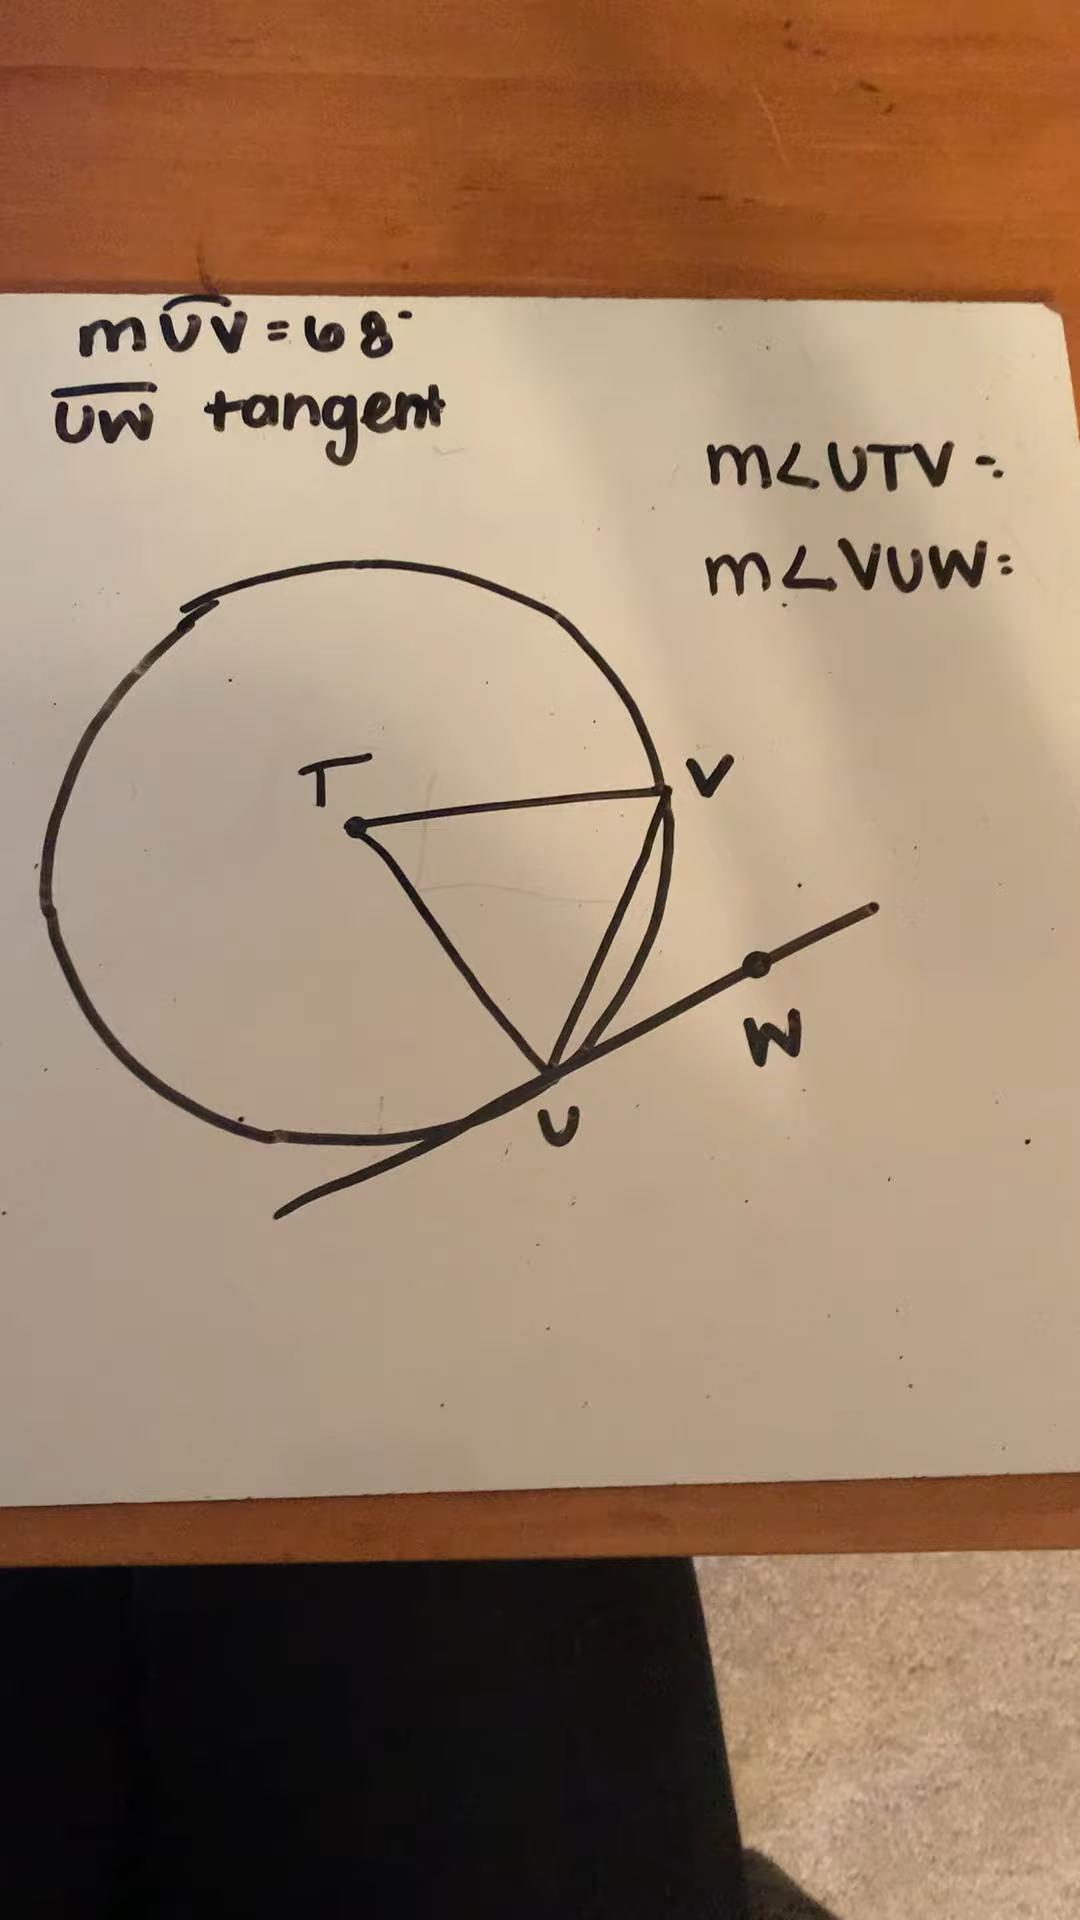 m⌒UV = 68°
‾UW tangent
m∠UTV =
m∠VUW=
T
V
W
U